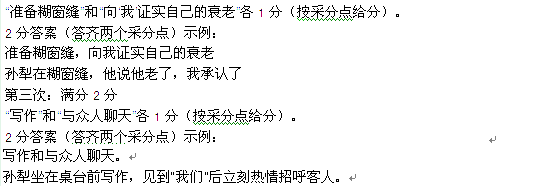 “准备糊窗缝”和“向‘我’证实自己的衰老”各 1 分（按采分点给分）。
2 分答案（答齐两个采分点）示例：
准备糊窗缝，向我证实自己的衰老
孙犁在糊窗缝，他说他老了，我承认了
第三次：满分 2 分
“写作”和“与众人聊天”各 1 分（按采分点给分）。
2 分答案（答齐两个采分点）示例：
写作和与众人聊天。
孙犁坐在桌台前写作，见到“我们”后立刻热情招呼客人。